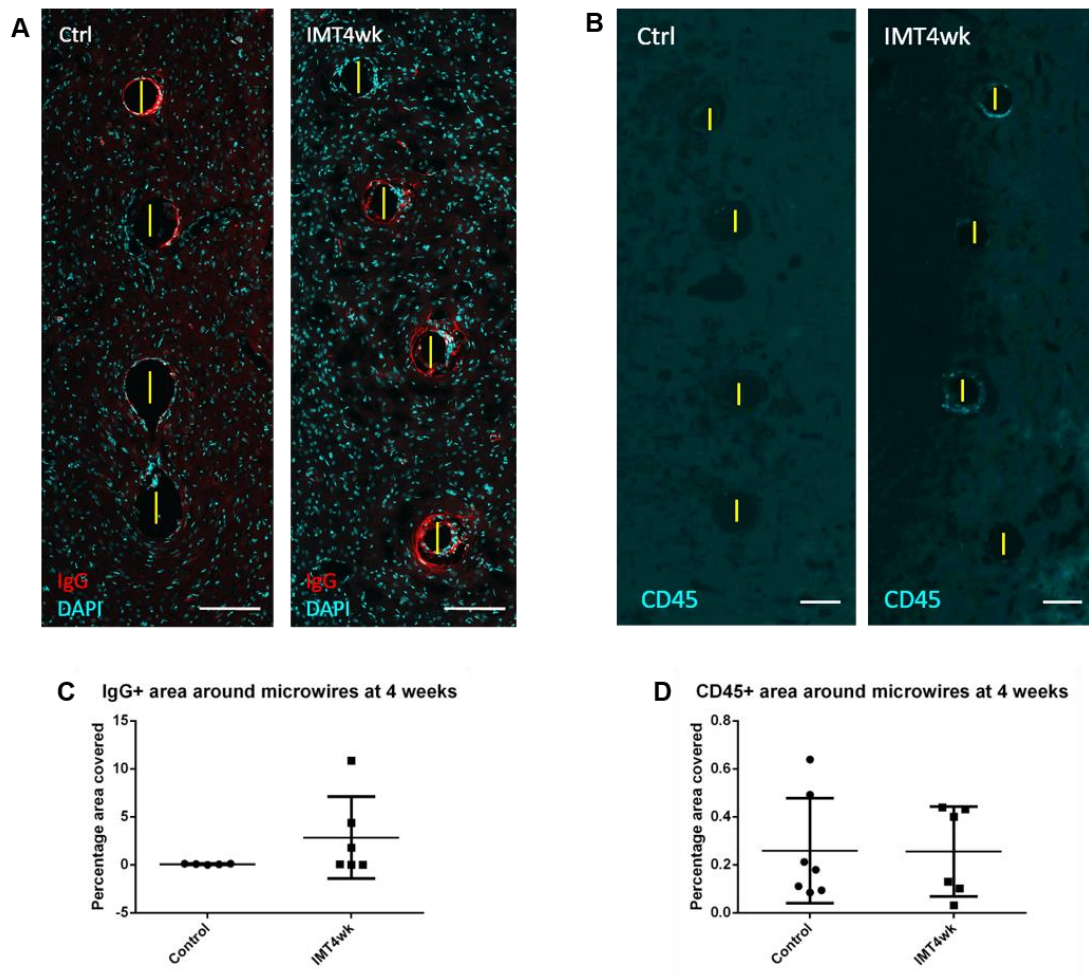 A
Ctrl
IMT4wk
IgG
DAPI
IgG
DAPI
B
Ctrl
IMT4wk
CD45
CD45
C
IgG+ area around microwires at 4 weeks
Percentage area covered
15
10
5
0
-5
Control
IMT4wk
D
CD45+ area around microwires at 4 weeks
Percentage area covered
0.8
0.6
0.4
0.2
0.0
Control
IMT4wk